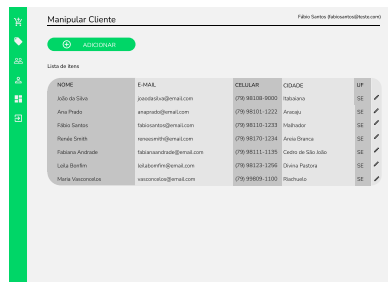 Manipular Cliente
Fábio Santos (fabiosantos@teste.com)
ADICIONAR
Lista de itens
NOME E-MAIL CELULAR CIDADE UF
João da Silva joaodasilva@email.com (79) 98109-9000 Itabaiana SE
Ana Prado anaprado@email.com (79) 98101-1222 Aracaju SE
Fábio Santos fabiosantos@email.com (79) 98110-1233 Malhador SE
Renée Smith reneesmith@email.com (79) 98170-1234 Areia Branca SE
Fabiana Andrade fabianaandrade@email.com (79) 98111-1135 Cedro de São João SE
Leila Bonfim leilabomfim@email.com (79) 98123-1256 Divina Pastora SE
Maria Vasconcelos vasconcelos@email.com (79) 99809-1100 Riachuelo SE